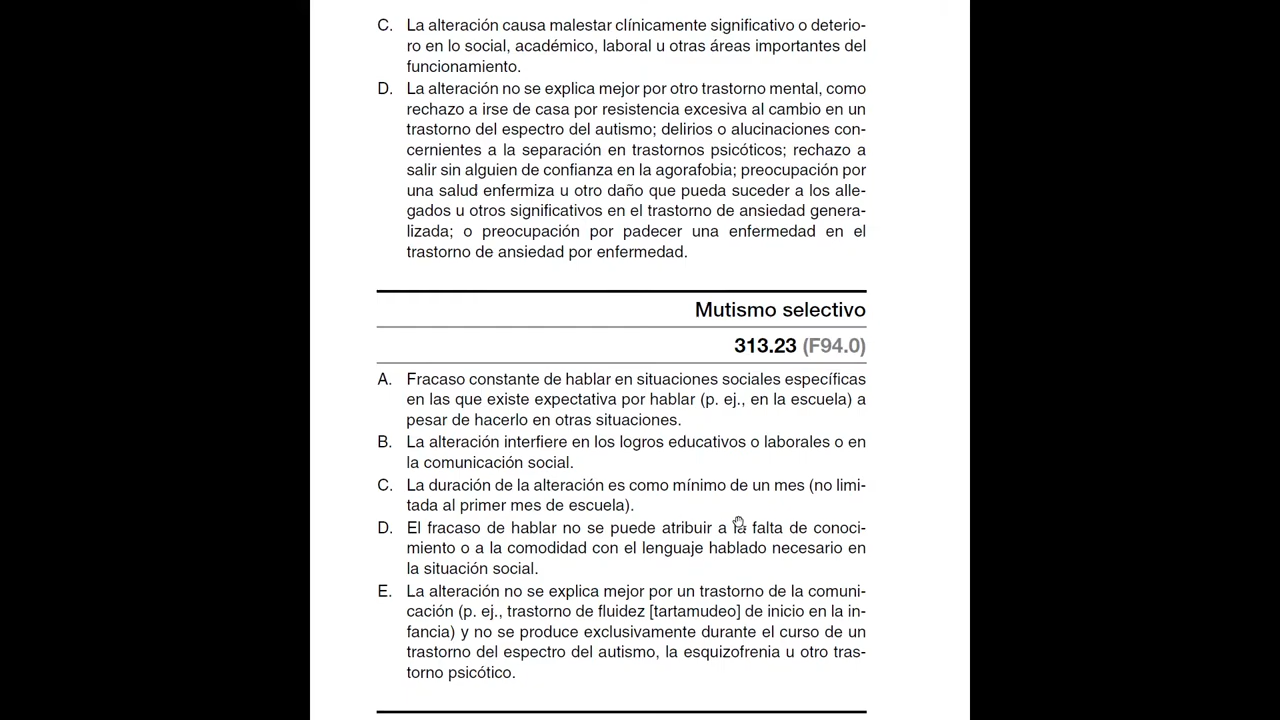 C. La alteración causa malestar clínicamente significativo o deterio-
ro en lo social, académico, laboral u otras áreas importantes del
funcionamiento.
D. La alteración no se explica mejor por otro trastorno mental, como
rechazo a irse de casa por resistencia excesiva al cambio en un
trastorno del espectro del autismo; delirios o alucinaciones con-
cernientes a la separación en trastornos psicóticos; rechazo a
salir sin alguien de confianza en la agorafobia; preocupación por
una salud enfermiza u otro daño que pueda suceder a los alle-
gados u otros significativos en el trastorno de ansiedad genera-
lizada; o preocupación por padecer una enfermedad en el
trastorno de ansiedad por enfermedad.
Mutismo selectivo
313.23 (F94.0)
A. Fracaso constante de hablar en situaciones sociales específicas
en las que existe expectativa por hablar (p. ej., en la escuela) a
pesar de hacerlo en otras situaciones.
B. La alteración interfiere en los logros educativos o laborales o en
la comunicación social.
C. La duración de la alteración es como mínimo de un mes (no limi-
tada al primer mes de escuela).
D. El fracaso de hablar no se puede atribuir a la falta de conoci-
miento o a la comodidad con el lenguaje hablado necesario en
la situación social.
E. La alteración no se explica mejor por un trastorno de la comuni-
cación (p. ej., trastorno de fluidez [tartamudeo] de inicio en la in-
fancia) y no se produce exclusivamente durante el curso de un
trastorno del espectro del autismo, la esquizofrenia u otro tras-
torno psicótico.